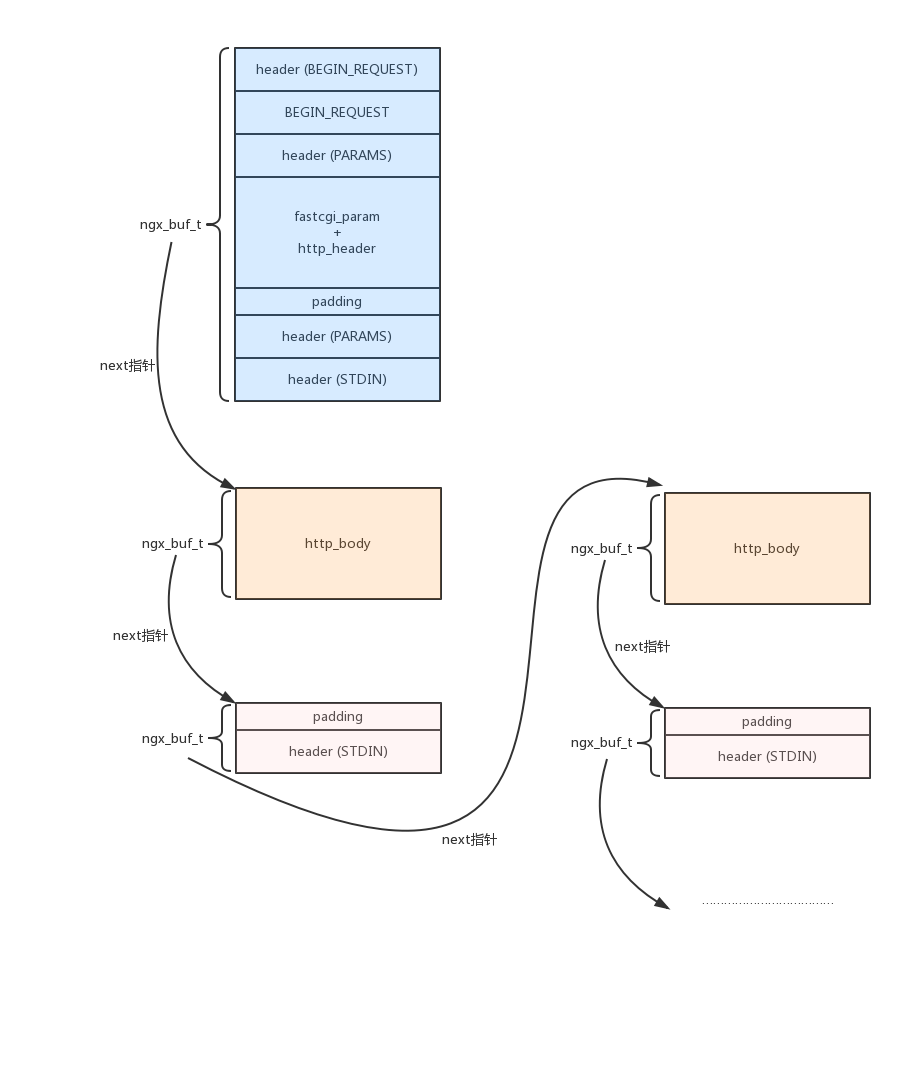 header (BEGIN_REQUEST)
BEGIN_REQUEST
header (PARAMS)
ngx_buf_t
fastcgi_param
+
http_header
padding
header (PARAMS)
next指针
header (STDIN)
ngx_buf_t
http_body
next指针
ngx_buf_t
padding
header (STDIN)
next指针
ngx_buf_t
http_body
next指针
ngx_buf_t
padding
header (STDIN)
..................................